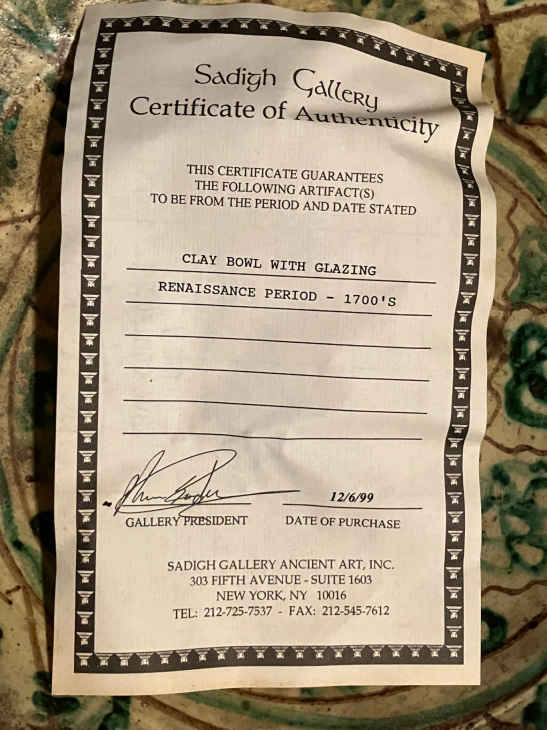 Sadigh Gallery
Certificate of Authenticity
THIS CERTIFICATE GUARANTEES
THE FOLLOWING ARTIFACT(S)
TO BE FROM THE PERIOD AND DATE STATED
CLAY BOWL WITH GLAZING
RENAISSANCE PERIOD - 1700'S
12/6/99
GALLERY PRESIDENT DATE OF PURCHASE
SADIGH GALLERY ANCIENT ART, INC.
303 FIFTH AVENUE - SUITE 1603
NEW YORK, NY 10016
TEL: 212-725-7537 - FAX: 212-545-7612